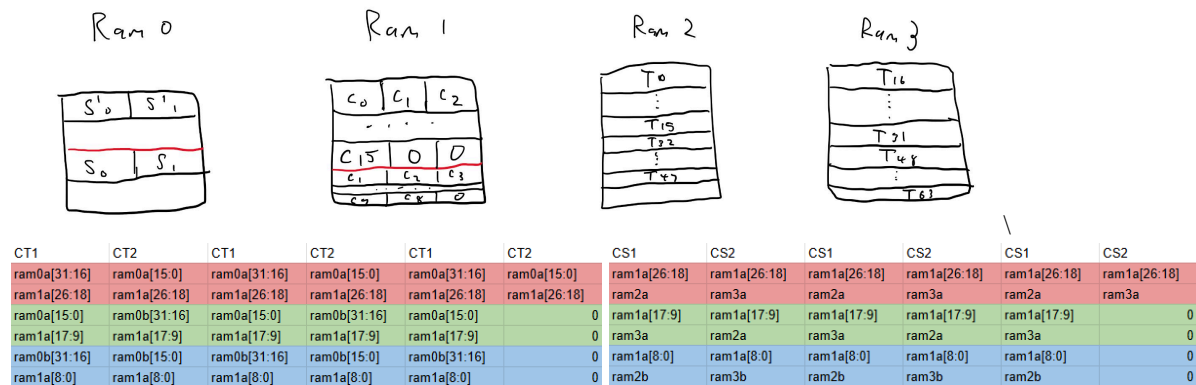 Ram 0 Ram 1 Ram 2 Ram 3
S'0 S'1
S0 S1
C0 C1 C2
. . . .
C15 0 0
C1 C2 C3
C7 C8 0
T0
⋮
T15
T32
⋮
T47
T16
⋮
T31
T48
⋮
T63
\
CT1 CT2 CT1 CT2 CT1 CT2 CS1 CS2 CS1 CS2 CS1 CS2
ram0a[31:16] ram0a[15:0] ram0a[31:16] ram0a[15:0] ram0a[31:16] ram0a[15:0] ram1a[26:18] ram1a[26:18] ram1a[26:18] ram1a[26:18] ram1a[26:18] ram1a[26:18]
ram1a[26:18] ram1a[26:18] ram1a[26:18] ram1a[26:18] ram1a[26:18] ram1a[26:18] ram2a ram3a ram2a ram3a ram2a ram3a
ram0a[15:0] ram0b[31:16] ram0a[15:0] ram0b[31:16] ram0a[15:0] 0 ram1a[17:9] ram1a[17:9] ram1a[17:9] ram1a[17:9] ram1a[17:9] 0
ram1a[17:9] ram1a[17:9] ram1a[17:9] ram1a[17:9] ram1a[17:9] 0 ram3a ram2a ram3a ram2a ram3a 0
ram0b[31:16] ram0b[15:0] ram0b[31:16] ram0b[15:0] ram0b[31:16] 0 ram1a[8:0] ram1a[8:0] ram1a[8:0] ram1a[8:0] ram1a[8:0] 0
ram1a[8:0] ram1a[8:0] ram1a[8:0] ram1a[8:0] ram1a[8:0] 0 ram2b ram3b ram2b ram3b ram2b 0